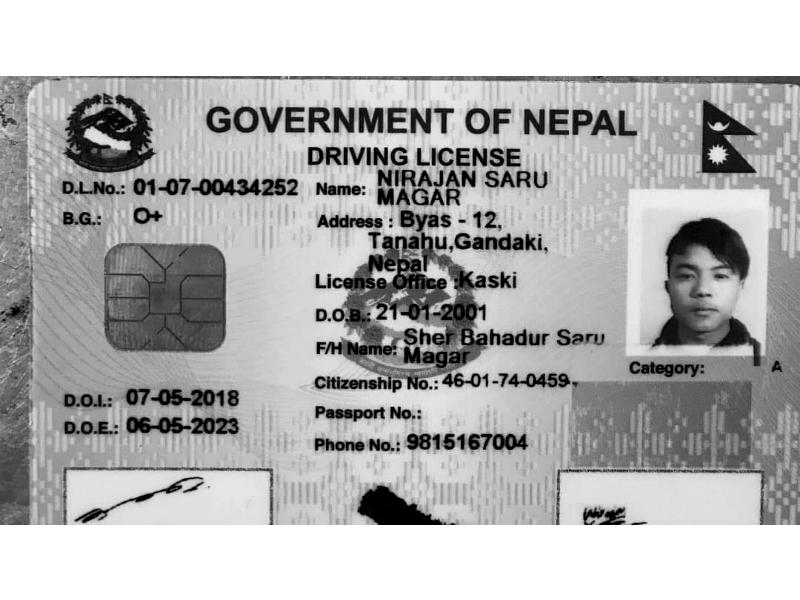 GOVERNMENT OF NEPAL
DRIVING LICENSE
D.L.No.: 01-07-00434252
B.G.: O+
Name: NIRAJAN SARU
MAGAR
Address : Byas - 12,
Tanahu,Gandaki,
Nepal
License Office :Kaski
D.O.B.: 21-01-2001
F/H Name: Sher Bahadur Saru
Magar
Citizenship No.: 46-01-74-0459
Passport No.:
Phone No.: 9815167004
D.O.I.: 07-05-2018
D.O.E.: 06-05-2023
Category: A